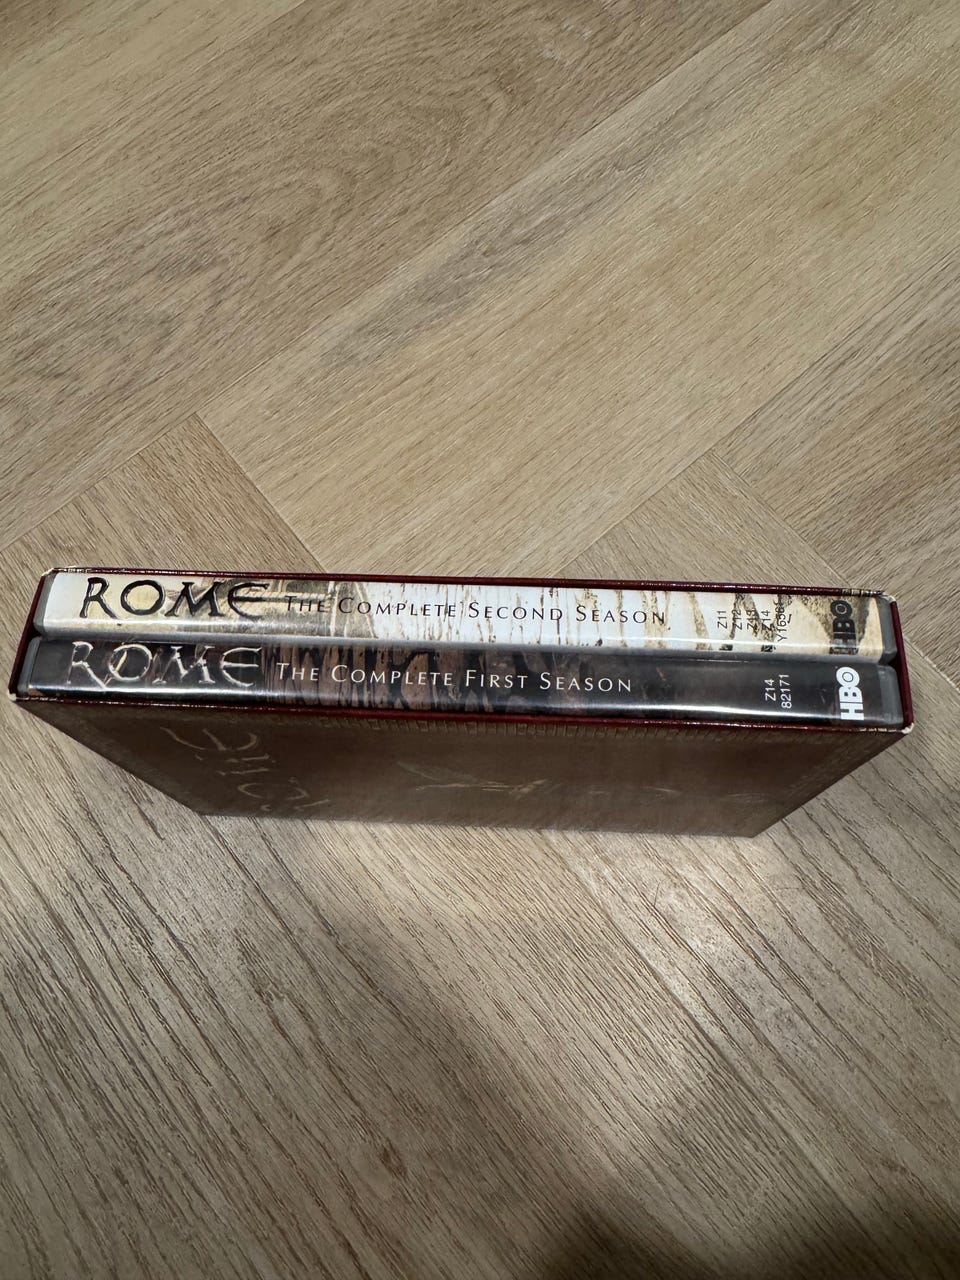 ROME THE COMPLETE SECOND SEASON
Z11
Z12
Z13
Z14
HBO
ROME THE COMPLETE FIRST SEASON
Z14
82171
HBO